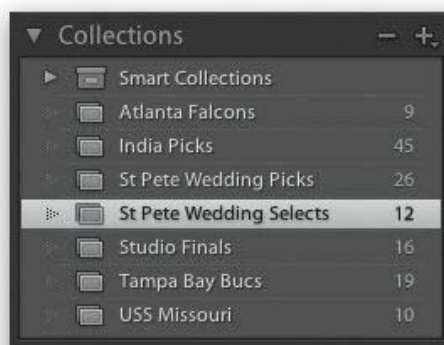 Collections
Smart Collections
Atlanta Falcons 9
India Picks 45
St Pete Wedding Picks 26
St Pete Wedding Selects 12
Studio Finals 16
Tampa Bay Bucs 19
USS Missouri 10